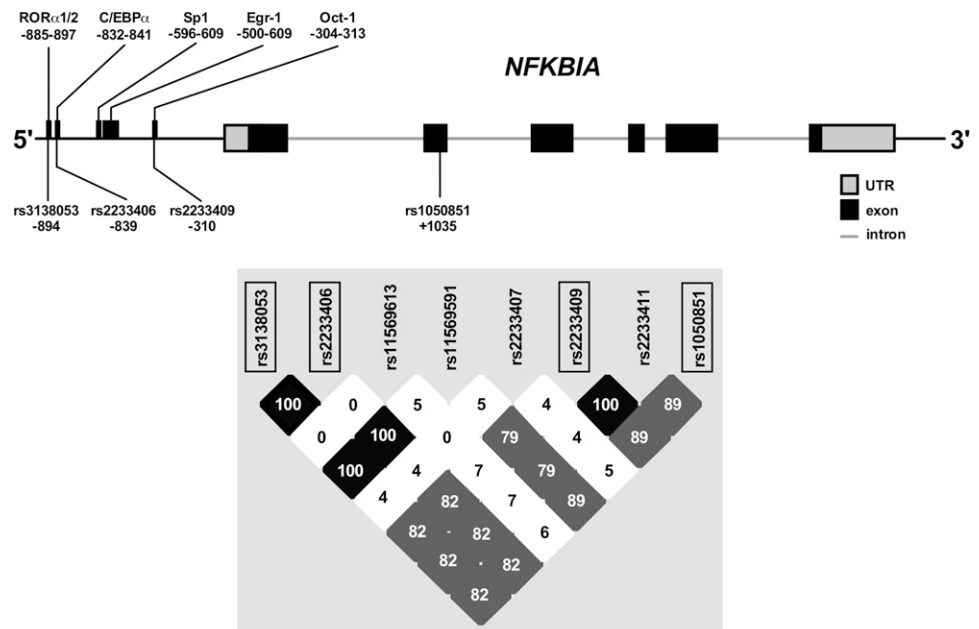 RORα1/2 C/EBPα Sp1 Egr-1 Oct-1
-885-897 -832-841 -596-609 -500-609 -304-313
NFKBIA
5' 3'
rs3138053 rs2233406 rs2233409 rs1050851
-894 -839 -310 +1035
UTR
exon
intron
rs3138053 rs2233406 rs11569613 rs11569591 rs2233407 rs2233409 rs2233411 rs1050851
100 0 5 5 4 100 89
0 100 0 79 4 89
100 4 7 79 5
4 82 7 89
82 82 6
82 82
82